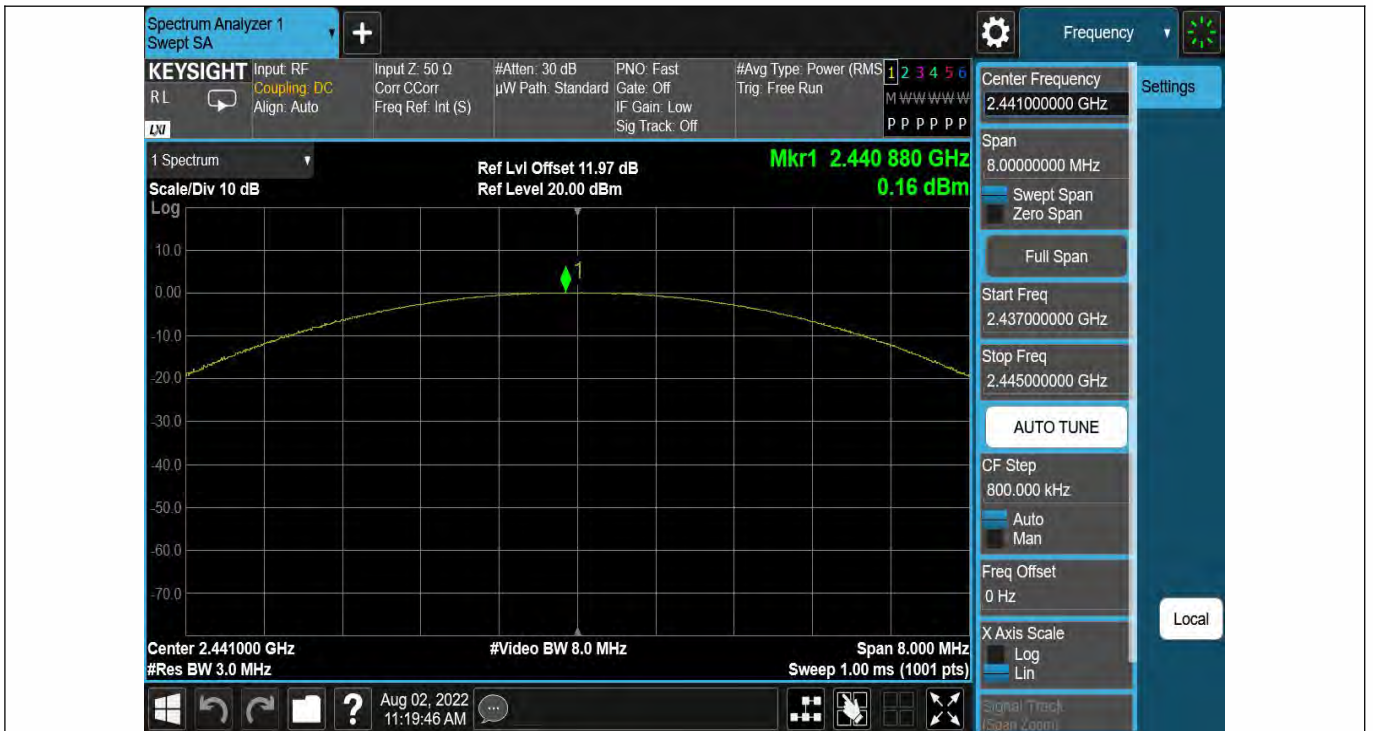 Spectrum Analyzer 1
Swept SA
Frequency
KEYSIGHT
RL
LXI
Input: RF
Coupling: DC
Align: Auto
Input Z: 50 Ω
Corr CCorr
Freq Ref: Int (S)
#Atten: 30 dB
µW Path: Standard
PNO: Fast
Gate: Off
IF Gain: Low
Sig Track: Off
#Avg Type: Power (RMS
Trig: Free Run
1 2 3 4 5 6
M W W W W W
P P P P P P
1 Spectrum
Scale/Div 10 dB
Log
Ref Lvl Offset 11.97 dB
Ref Level 20.00 dBm
Mkr1 2.440 880 GHz
0.16 dBm
1
10.0
0.00
-10.0
-20.0
-30.0
-40.0
-50.0
-60.0
-70.0
Center 2.441000 GHz
#Res BW 3.0 MHz
#Video BW 8.0 MHz
Span 8.000 MHz
Sweep 1.00 ms (1001 pts)
Center Frequency
2.441000000 GHz
Settings
Span
8.00000000 MHz
Swept Span
Zero Span
Full Span
Start Freq
2.437000000 GHz
Stop Freq
2.445000000 GHz
AUTO TUNE
CF Step
800.000 kHz
Auto
Man
Freq Offset
0 Hz
X Axis Scale
Log
Lin
Local
Signal Track
(Span Zoom)
?
Aug 02, 2022
11:19:46 AM